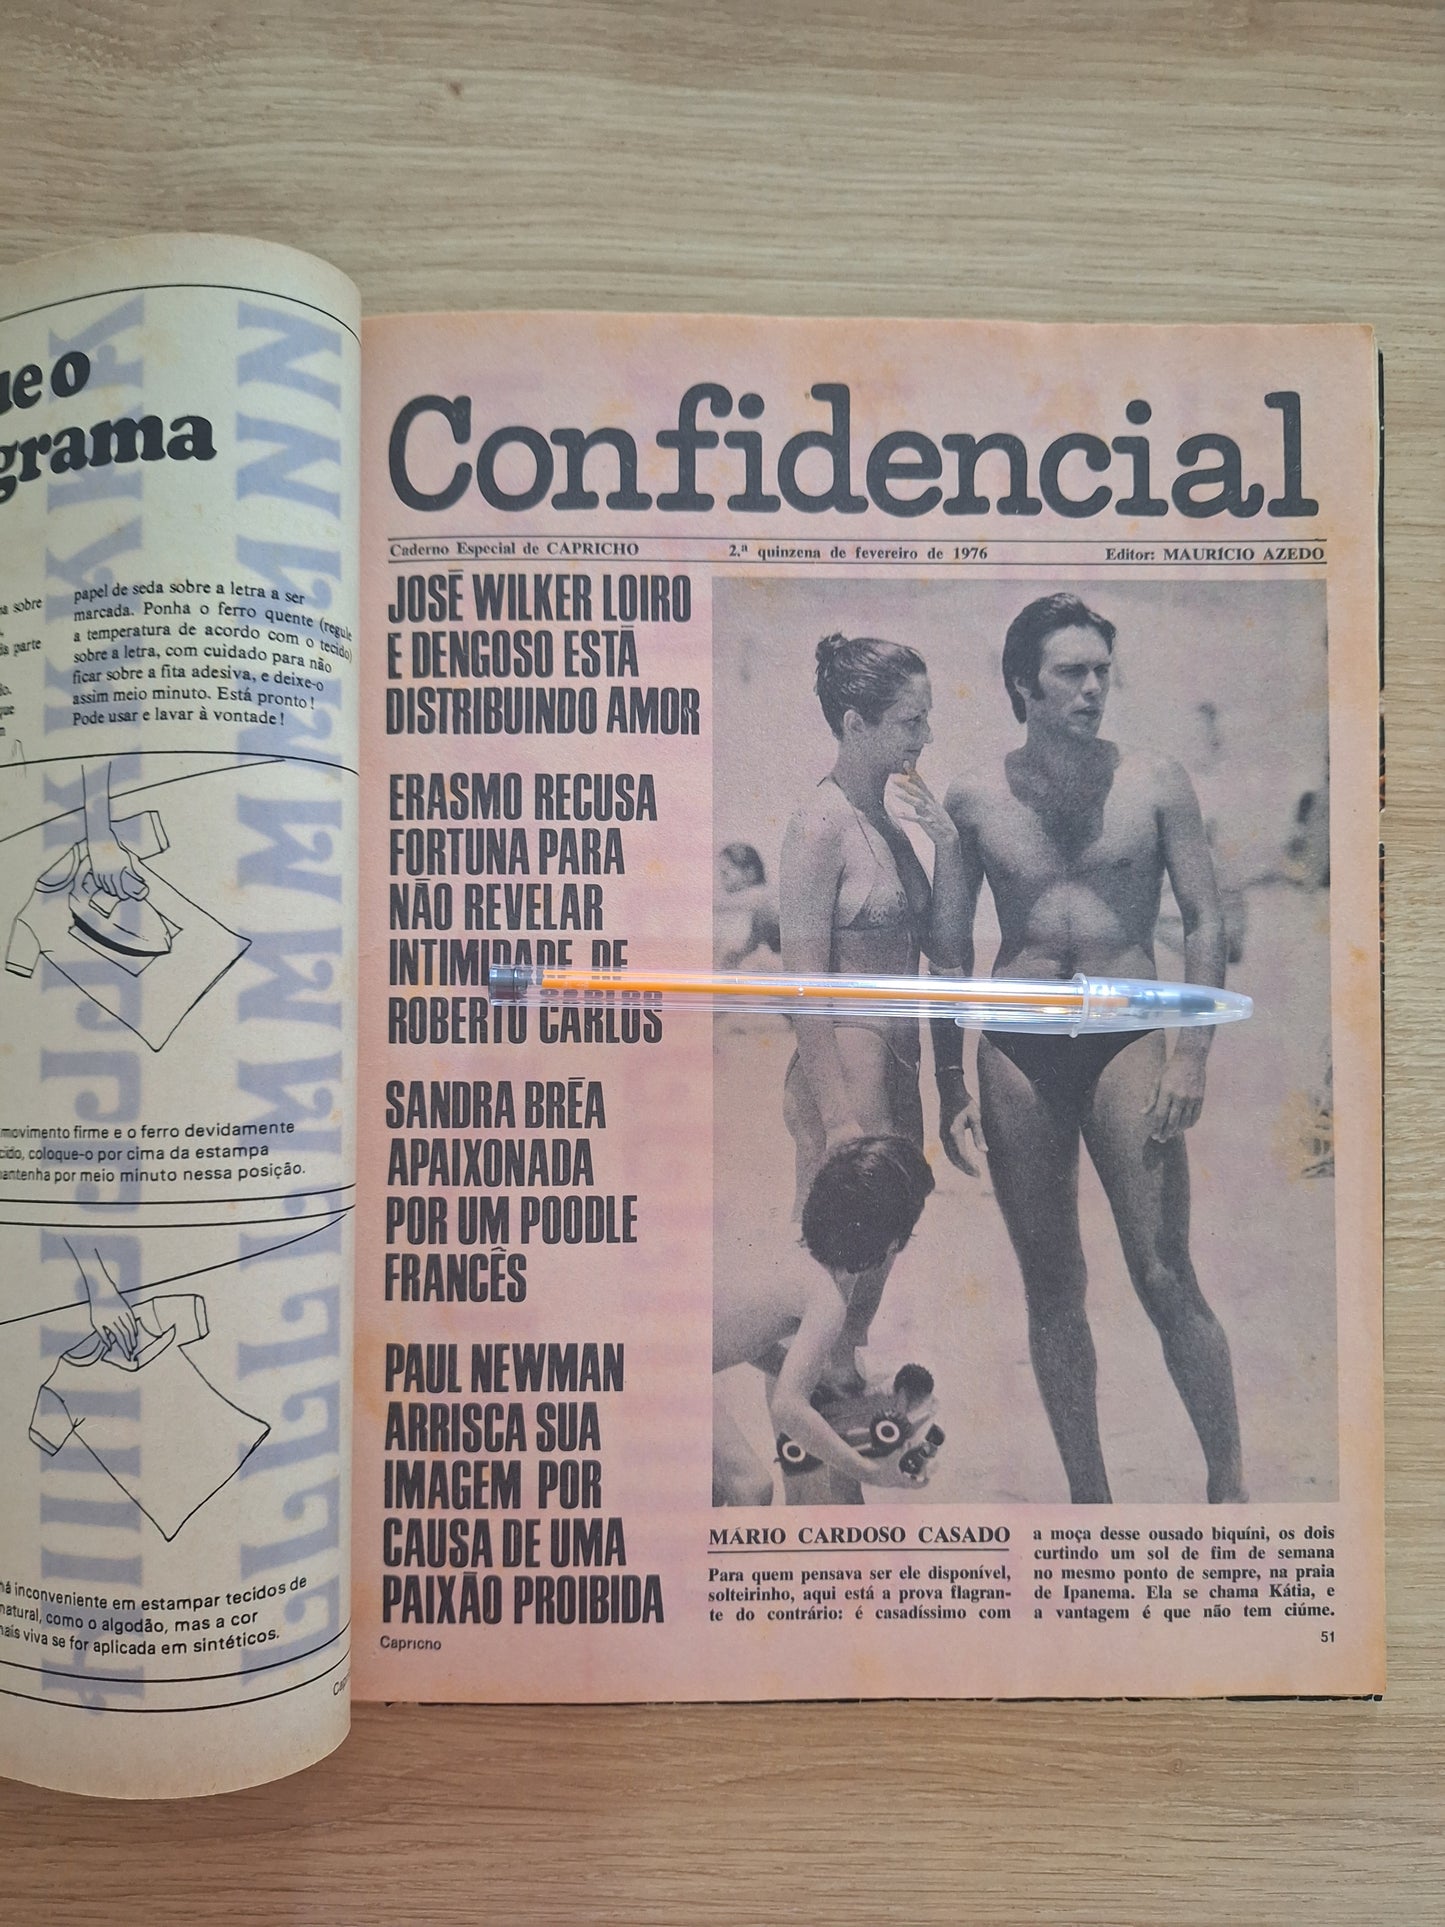 grama
papel de seda sobre a letra a ser
marcada. Ponha o ferro quente (regule
a temperatura de acordo com o tecido)
sobre a letra, com cuidado para não
ficar sobre a fita adesiva, e deixe-o
assim meio minuto. Está pronto!
Pode usar e lavar à vontade!
sobre
parte
movimento firme e o ferro devidamente
coloque-o por cima da estampa
por meio minuto nessa posição.
inconveniente em estampar tecidos de
natural, como o algodão, mas a cor
viva se for aplicada em sintéticos.
Confidencial
Caderno Especial de CAPRICHO
2.ª quinzena de fevereiro de 1976
Editor: MAURÍCIO AZEDO
JOSÉ WILKER LOIRO
E DENGOSO ESTÁ
DISTRIBUINDO AMOR
ERASMO RECUSA
FORTUNA PARA
NÃO REVELAR
INTIMIDADE DE
ROBERTO CARLOS
SANDRA BRÉA
APAIXONADA
POR UM POODLE
FRANCÊS
PAUL NEWMAN
ARRISCA SUA
IMAGEM POR
CAUSA DE UMA
PAIXÃO PROIBIDA
MÁRIO CARDOSO CASADO
Para quem pensava ser ele disponível,
solteirinho, aqui está a prova flagran-
te do contrário: é casadíssimo com
a moça desse ousado biquíni, os dois
curtindo um sol de fim de semana
no mesmo ponto de sempre, na praia
de Ipanema. Ela se chama Kátia, e
a vantagem é que não tem ciúme.
Capricho
51